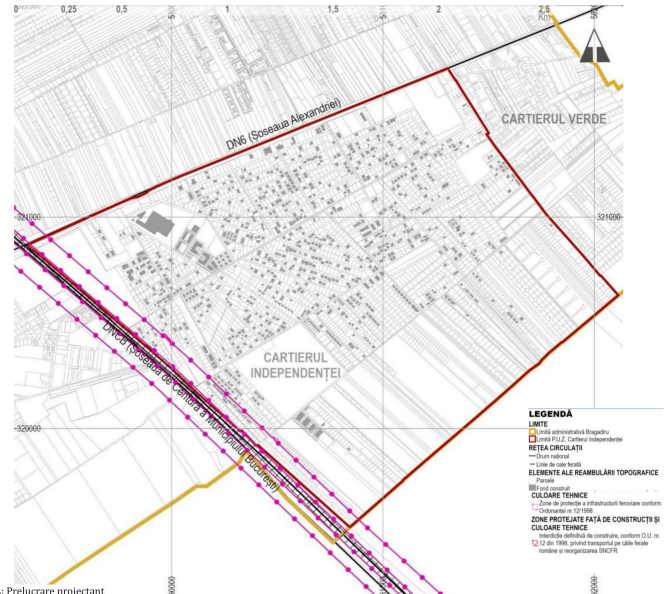 0 0,25 0,5 1 1,5 2 2,5
Km
DN6 (Șoseaua Alexandriei)
CARTIERUL VERDE
321000
321000
DNCB (Șoseaua de Centură a Municipiului București)
CARTIERUL
INDEPENDENȚEI
320000
LEGENDĂ
LIMITE
Limită administrativă Bragadiru
Limită P.U.Z. Cartierul Independenței
REȚEA CIRCULAȚII
Drum național
Linie de cale ferată
ELEMENTE ALE REAMBULĂRII TOPOGRAFICE
Parcele
Fond construit
CULOARE TEHNICE
Zone de protecție a infrastructurii feroviare conform
Ordonanței nr.12/1998
ZONE PROTEJATE FAȚĂ DE CONSTRUCȚII ȘI
CULOARE TEHNICE
Interdicție definitivă de construire, conform O.U. nr.
12 din 1998, privind transportul pe căile ferate
române și reorganizarea SNCFR
: Prelucrare proiectant